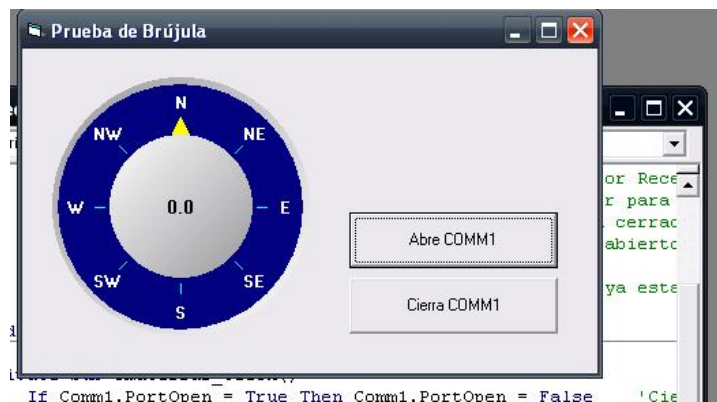 Prueba de Brújula
N
NW NE
W 0.0 E
SW SE
S
Abre COMM1
Cierra COMM1
or Rece
r para
cerrad
abierto
ya esta
If Comm1.PortOpen = True Then Comm1.PortOpen = False 'Cie